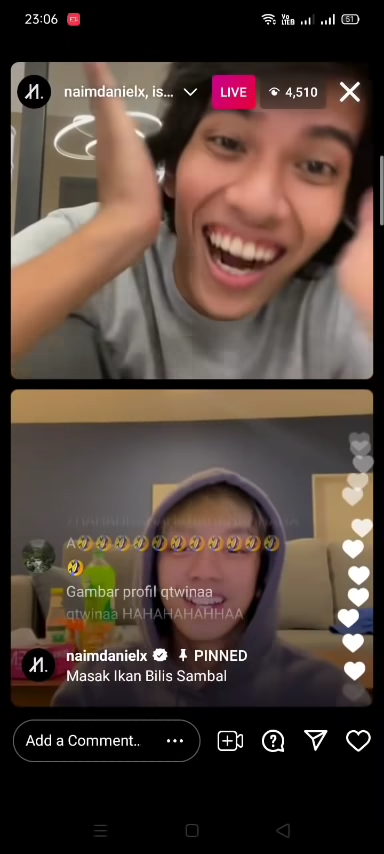 23:06
51
naimdanielx, is...
LIVE
4,510
A🤣🤣🤣🤣🤣🤣🤣🤣🤣🤣🤣
🤣
Gambar profil qtwinaa
qtwinaa HAHAHAHAHHAA
naimdanielx PINNED
Masak Ikan Bilis Sambal
Add a Comment..